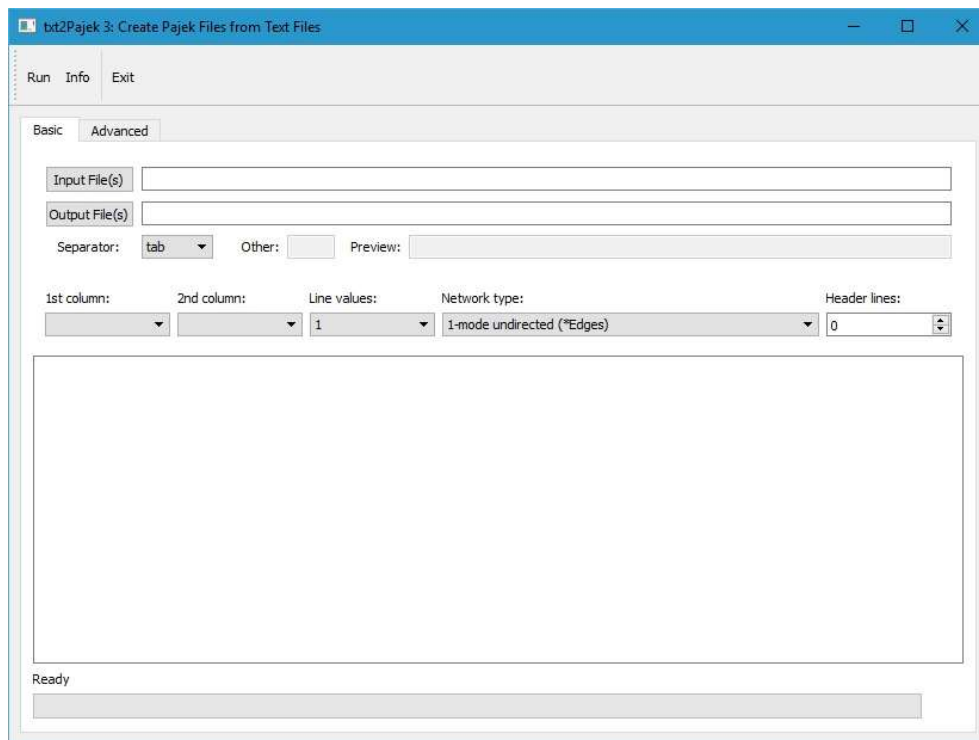 txt2Pajek 3: Create Pajek Files from Text Files
Run Info Exit
Basic Advanced
Input File(s)
Output File(s)
Separator: tab Other: Preview:
1st column: 2nd column: Line values: Network type: Header lines:
1 1-mode undirected (*Edges) 0
Ready